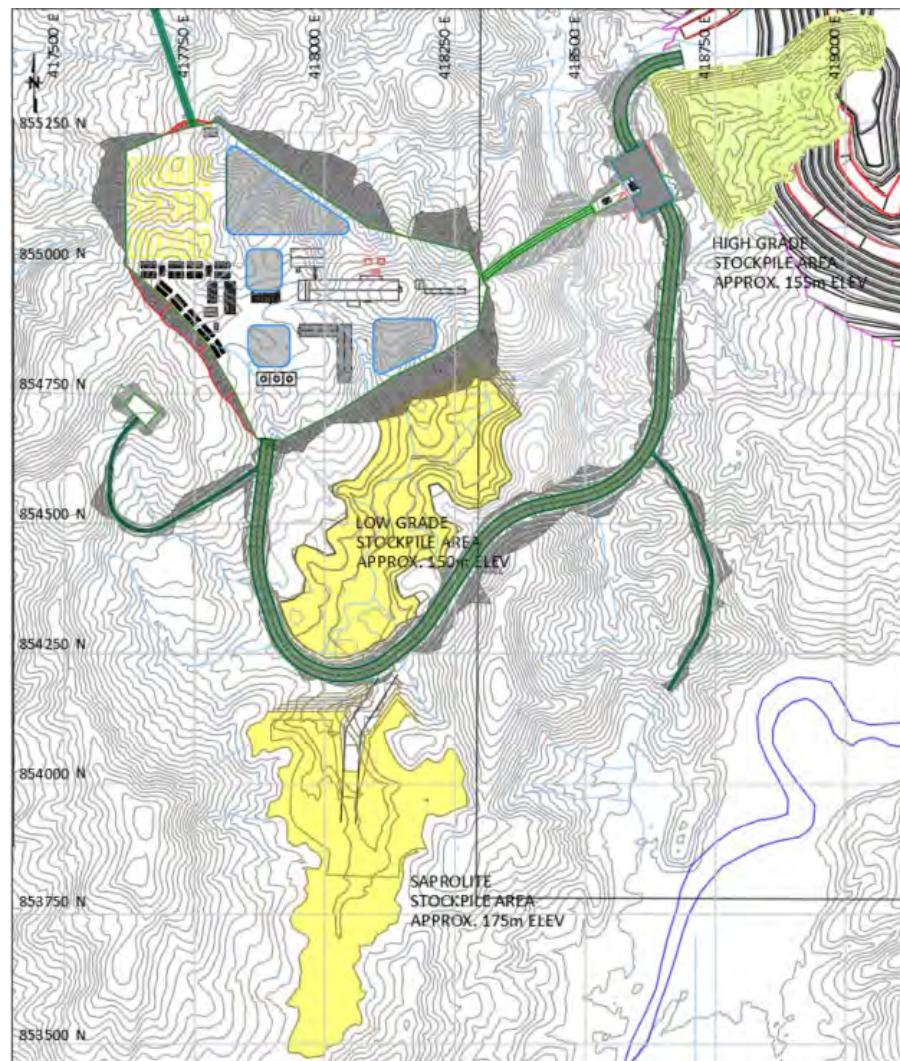 417500 E
417750 E
418000 E
418250 E
418500 E
418750 E
419000 E
N
855250 N
855000 N
HIGH GRADE
STOCKPILE AREA
APPROX. 155m ELEV
854750 N
854500 N
LOW GRADE
STOCKPILE AREA
APPROX. 150m ELEV
854250 N
854000 N
SAPROLITE
STOCKPILE AREA
APPROX. 175m ELEV
853750 N
853500 N